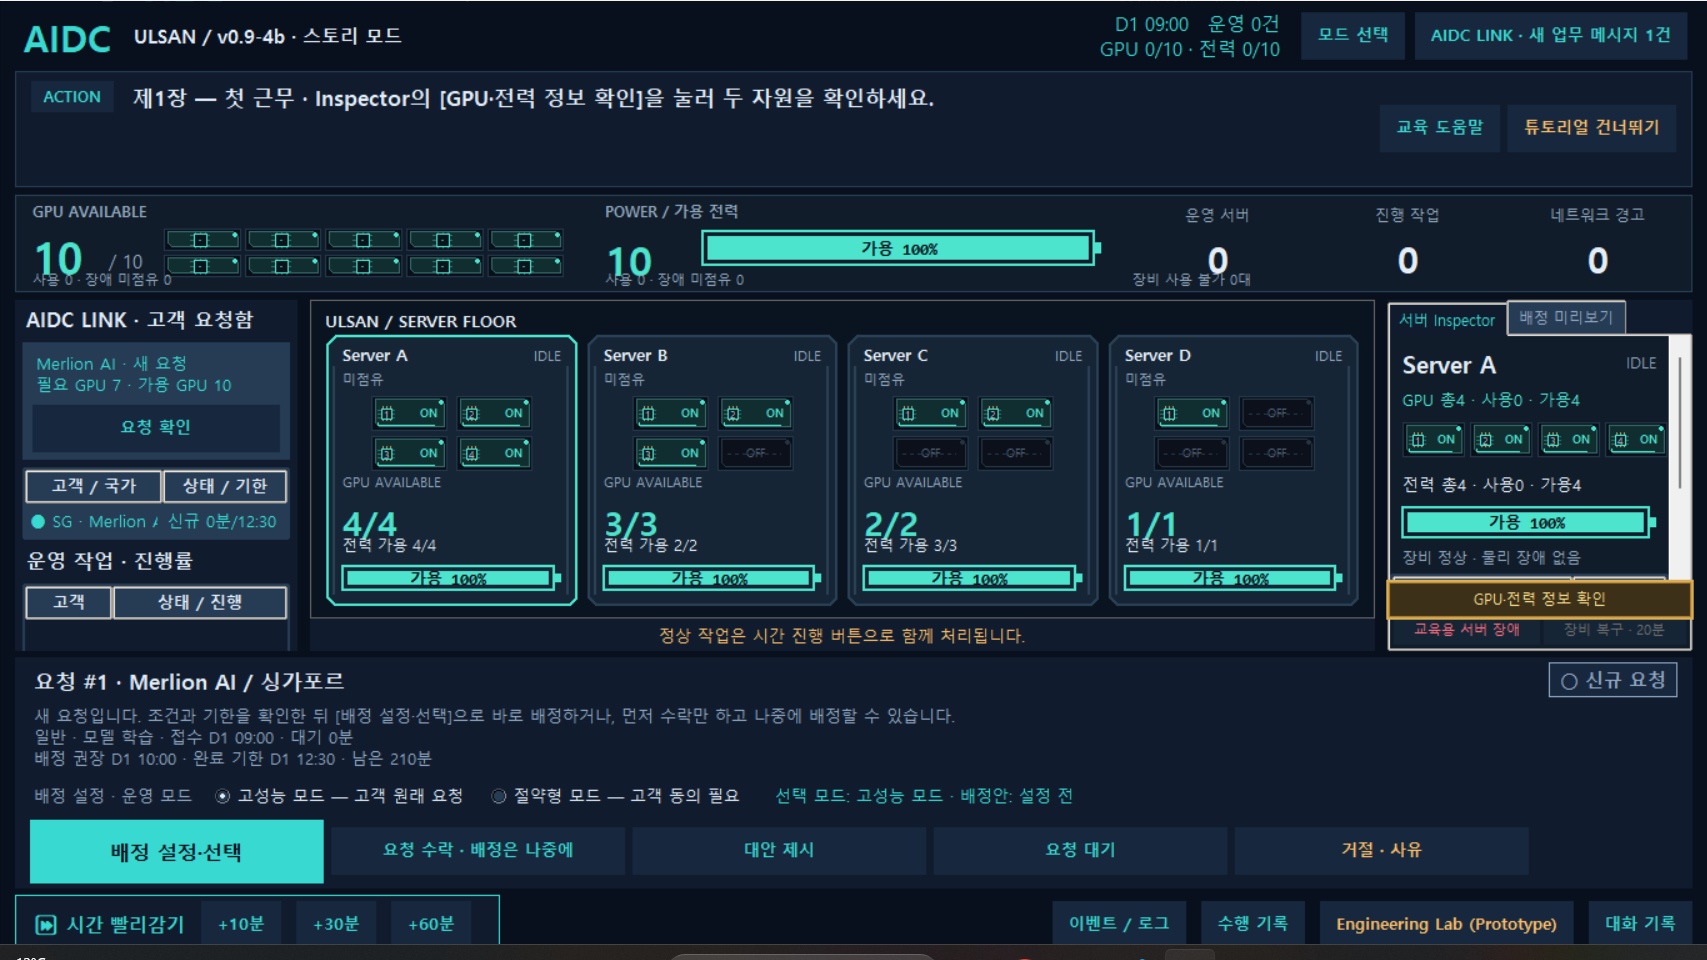 AIDC
ULSAN / v0.9-4b · 스토리 모드
D1 09:00 운영 0건
GPU 0/10 · 전력 0/10
모드 선택
AIDC LINK · 새 업무 메시지 1건
ACTION
제1장 — 첫 근무 · Inspector의 [GPU·전력 정보 확인]을 눌러 두 자원을 확인하세요.
교육 도움말
튜토리얼 건너뛰기
GPU AVAILABLE
10 / 10
사용 0 · 장애 미점유 0
POWER / 가용 전력
10
가용 100%
사용 0 · 장애 미점유 0
운영 서버
0
장비 사용 불가 0대
진행 작업
0
네트워크 경고
0
AIDC LINK · 고객 요청함
Merlion AI · 새 요청
필요 GPU 7 · 가용 GPU 10
요청 확인
고객 / 국가
상태 / 기한
SG · Merlion 신규 0분/12:30
운영 작업 · 진행률
고객
상태 / 진행
ULSAN / SERVER FLOOR
Server A IDLE
미점유
1 ON 2 ON
3 ON 4 ON
GPU AVAILABLE
4/4
전력 가용 4/4
가용 100%
Server B IDLE
미점유
1 ON 2 ON
3 ON OFF
GPU AVAILABLE
3/3
전력 가용 2/2
가용 100%
Server C IDLE
미점유
1 ON 2 ON
OFF OFF
GPU AVAILABLE
2/2
전력 가용 3/3
가용 100%
Server D IDLE
미점유
1 ON OFF
OFF OFF
GPU AVAILABLE
1/1
전력 가용 1/1
가용 100%
정상 작업은 시간 진행 버튼으로 함께 처리됩니다.
서버 Inspector
배정 미리보기
Server A IDLE
GPU 총4 · 사용0 · 가용4
1 ON 2 ON 3 ON 4 ON
전력 총4 · 사용0 · 가용4
가용 100%
장비 정상 · 물리 장애 없음
GPU·전력 정보 확인
교육용 서버 장애
장비 복구 · 20분
요청 #1 · Merlion AI / 싱가포르
○ 신규 요청
새 요청입니다. 조건과 기한을 확인한 뒤 [배정 설정·선택]으로 바로 배정하거나, 먼저 수락만 하고 나중에 배정할 수 있습니다.
일반 · 모델 학습 · 접수 D1 09:00 · 대기 0분
배정 권장 D1 10:00 · 완료 기한 D1 12:30 · 남은 210분
배정 설정 · 운영 모드 고성능 모드 — 고객 원래 요청 절약형 모드 — 고객 동의 필요 선택 모드: 고성능 모드 · 배정안: 설정 전
배정 설정·선택
요청 수락 · 배정은 나중에
대안 제시
요청 대기
거절 · 사유
시간 빨리감기
+10분
+30분
+60분
이벤트 / 로그
수행 기록
Engineering Lab (Prototype)
대화 기록